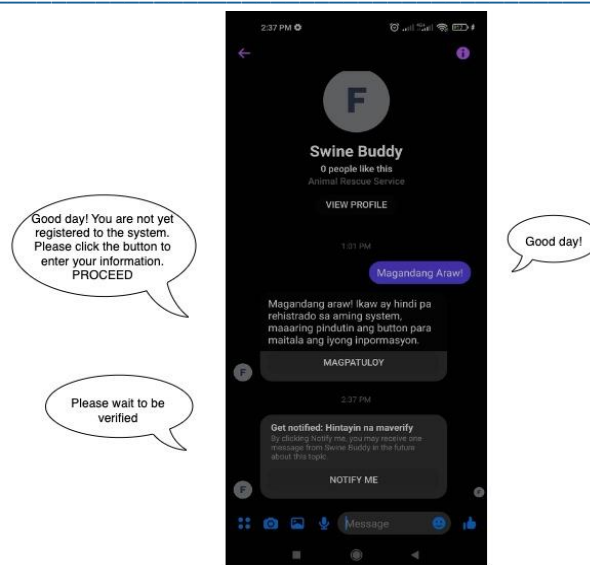 2:37 PM
F
Swine Buddy
0 people like this
Animal Rescue Service
VIEW PROFILE
1:01 PM
Magandang Araw!
Good day!
Good day! You are not yet
registered to the system.
Please click the button to
enter your information.
PROCEED
Magandang araw! Ikaw ay hindi pa
rehistrado sa aming system,
maaaring pindutin ang button para
maitala ang iyong inpormasyon.
MAGPATULOY
F
2:37 PM
Please wait to be
verified
Get notified: Hintayin na maverify
By clicking Notify me, you may receive one
message from Swine Buddy in the future
about this topic.
NOTIFY ME
F
Message